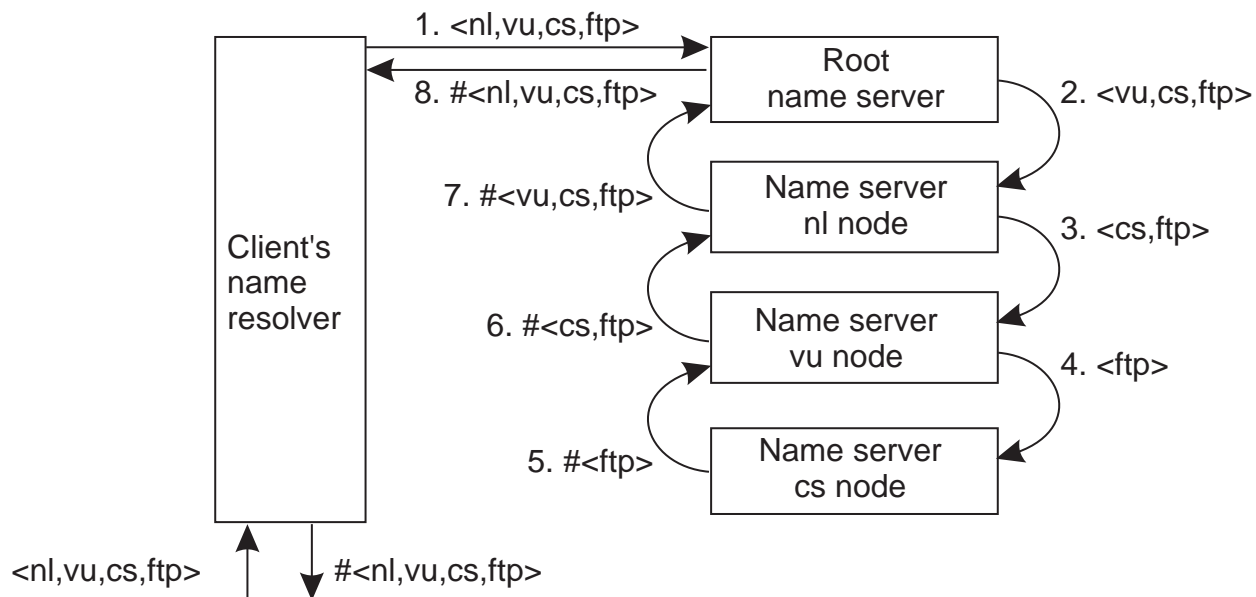 1. <nl,vu,cs,ftp>
Root
name server
8. #<nl,vu,cs,ftp>
2. <vu,cs,ftp>
Name server
nl node
7. #<vu,cs,ftp>
3. <cs,ftp>
Client's
name
resolver
Name server
vu node
6. #<cs,ftp>
4. <ftp>
Name server
cs node
5. #<ftp>
<nl,vu,cs,ftp>
#<nl,vu,cs,ftp>